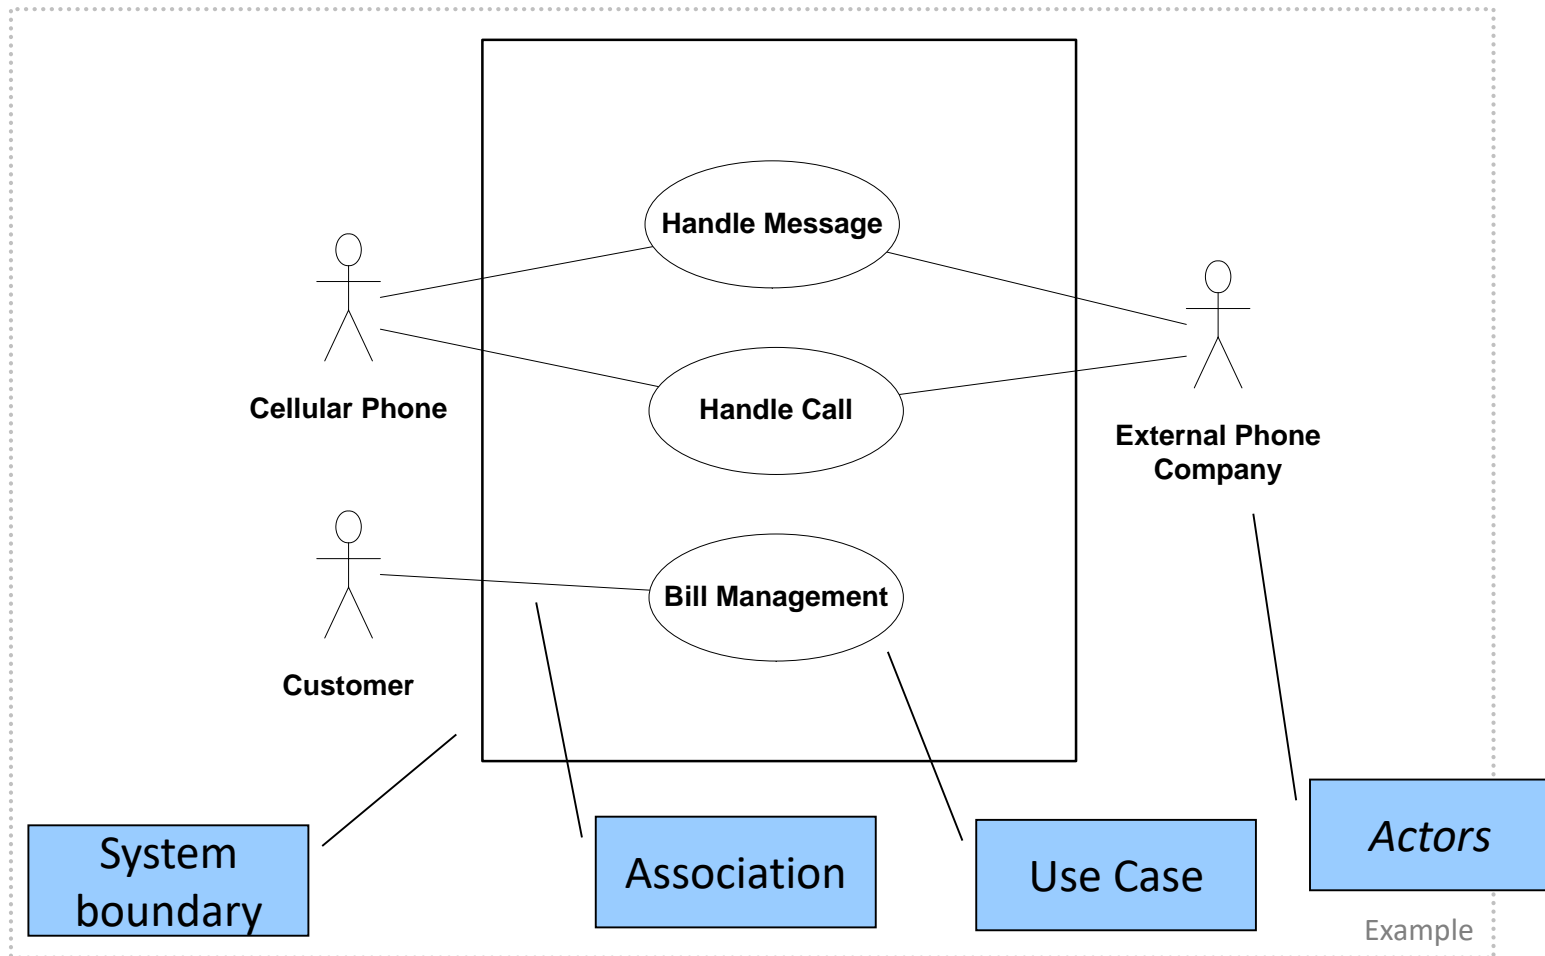 Handle Message
Cellular Phone
Handle Call
External Phone
Company
Bill Management
Customer
System
boundary
Association
Use Case
Actors
Example